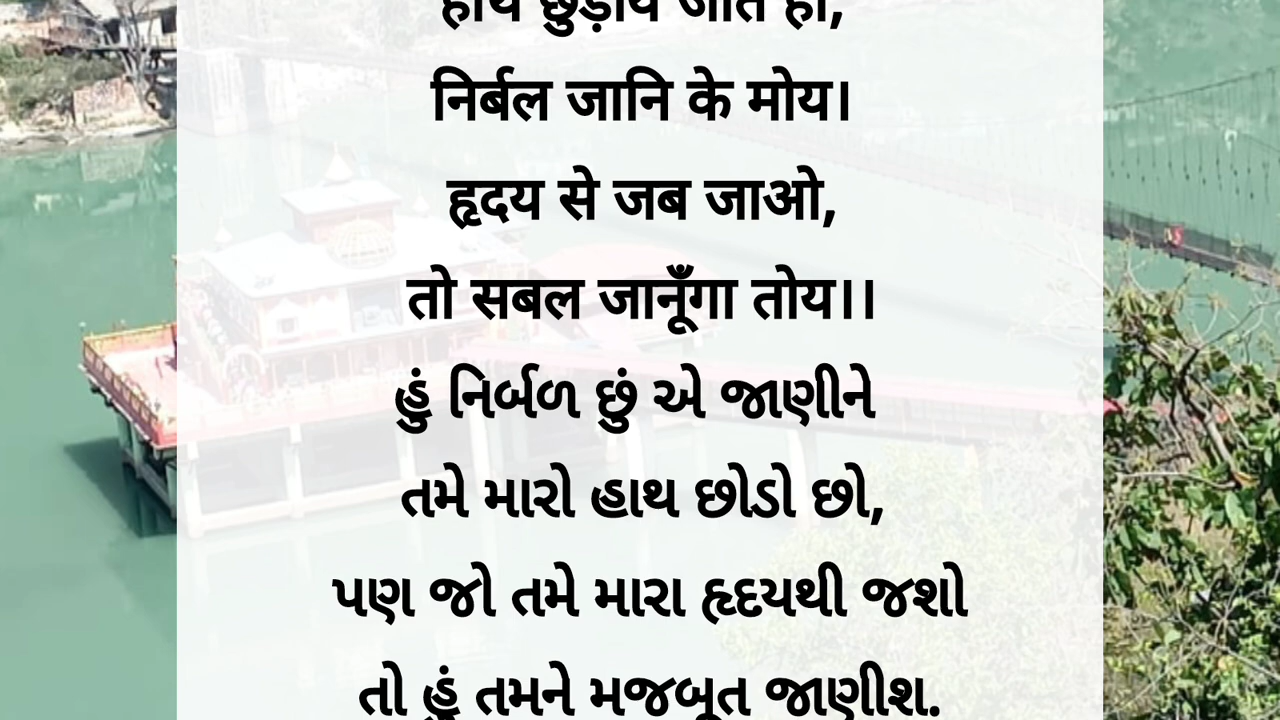 हाथ छुड़ाये जात हो,
निर्बल जानि के मोय।
हृदय से जब जाओ,
तो सबल जानूँगा तोय।।
હું નિર્બળ છું એ જાણીને
તમે મારો હાથ છોડો છો,
પણ જો તમે મારા હૃદયથી જશો
તો હું તમને મજબૂત જાણીશ.